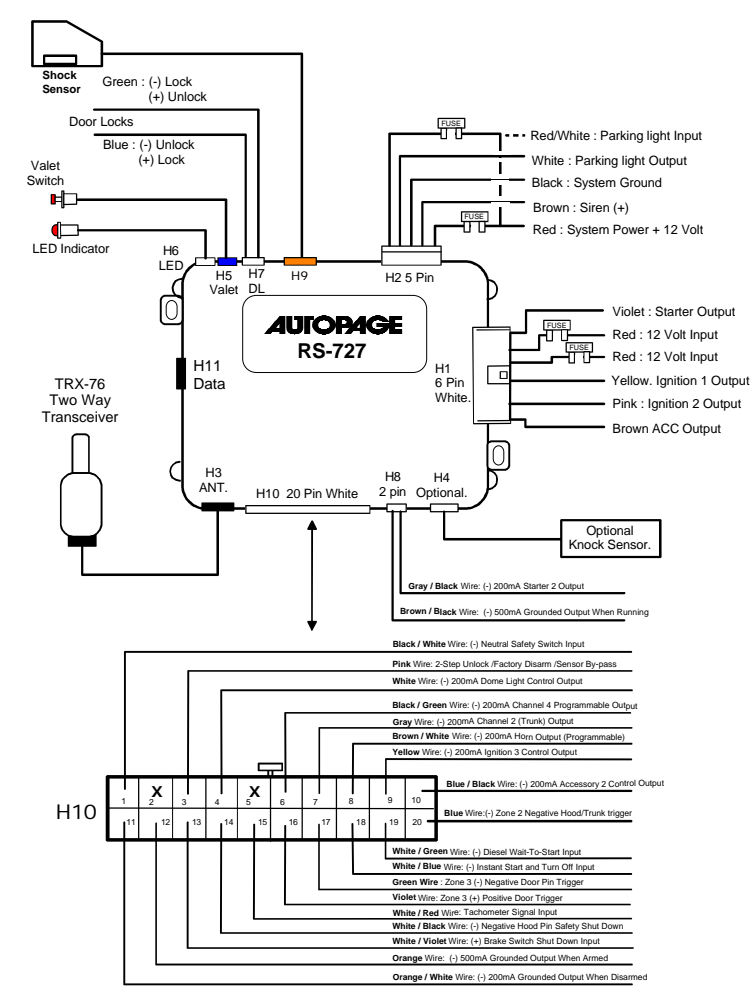 Shock
Sensor
Green : (-) Lock
(+) Unlock
Door Locks
Blue : (-) Unlock
(+) Lock
Valet
Switch
LED Indicator
FUSE
Red/White : Parking light Input
White : Parking light Output
Black : System Ground
Brown : Siren (+)
FUSE
Red : System Power + 12 Volt
H6
LED
H5
Valet
H7
DL
H9
H2 5 Pin
AUTOPAGE
RS-727
H11
Data
H1
6 Pin
White.
Violet : Starter Output
FUSE
Red : 12 Volt Input
FUSE
Red : 12 Volt Input
Yellow. Ignition 1 Output
Pink : Ignition 2 Output
Brown ACC Output
TRX-76
Two Way
Transceiver
H3
ANT.
H10 20 Pin White
H8
2 pin
H4
Optional.
Optional
Knock Sensor.
Gray / Black Wire: (-) 200mA Starter 2 Output
Brown / Black Wire: (-) 500mA Grounded Output When Running
Black / White Wire: (-) Neutral Safety Switch Input
Pink Wire: 2-Step Unlock /Factory Disarm /Sensor By-pass
White Wire: (-) 200mA Dome Light Control Output
Black / Green Wire: (-) 200mA Channel 4 Programmable Output
Gray Wire: (-) 200mA Channel 2 (Trunk) Output
Brown / White Wire: (-) 200mA Horn Output (Programmable)
Yellow Wire: (-) 200mA Ignition 3 Control Output
Blue / Black Wire: (-) 200mA Accessory 2 Control Output
Blue Wire:(-) Zone 2 Negative Hood/Trunk trigger
H10
X X
1 2 3 4 5 6 7 8 9 10
11 12 13 14 15 16 17 18 19 20
White / Green Wire: (-) Diesel Wait-To-Start Input
White / Blue Wire: (-) Instant Start and Turn Off Input
Green Wire : Zone 3 (-) Negative Door Pin Trigger
Violet Wire: Zone 3 (+) Positive Door Trigger
White / Red Wire: Tachometer Signal Input
White / Black Wire: (-) Negative Hood Pin Safety Shut Down
White / Violet Wire: (+) Brake Switch Shut Down Input
Orange Wire: (-) 500mA Grounded Output When Armed
Orange / White Wire: (-) 200mA Grounded Output When Disarmed